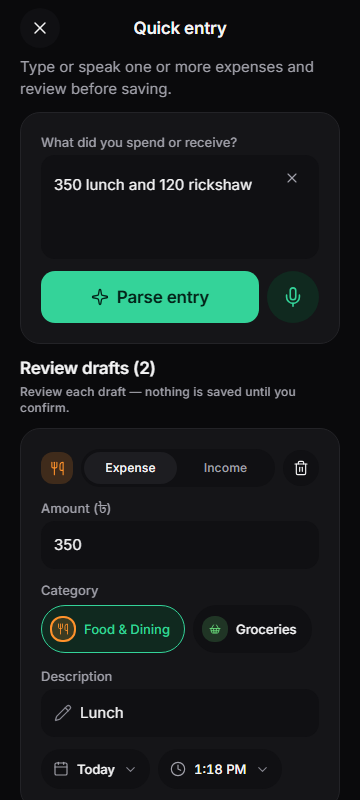 Quick entry
Type or speak one or more expenses and
review before saving.
What did you spend or receive?
350 lunch and 120 rickshaw
Parse entry
Review drafts (2)
Review each draft — nothing is saved until you
confirm.
Expense
Income
Amount (৳)
350
Category
Food & Dining
Groceries
Description
Lunch
Today
1:18 PM